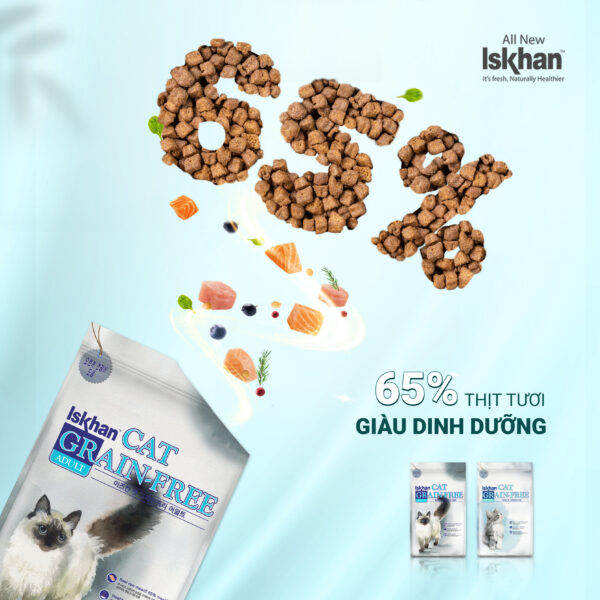 65%
All New
Iskhan™
It's fresh, Naturally Healthier
65% THỊT TƯƠI
GIÀU DINH DƯỠNG
Iskhan
CAT
GRAIN-FREE
ADULT
Iskhan
CAT
GRAIN-FREE
Iskhan
CAT
GRAIN-FREE